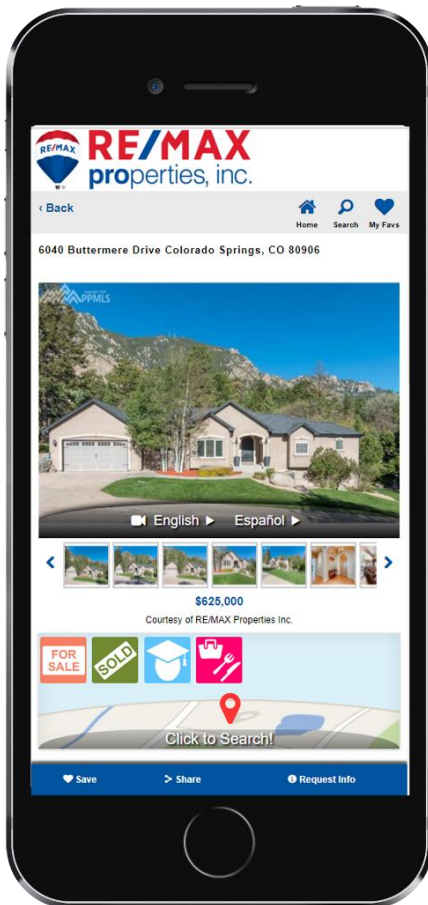 RE/MAX
RE/MAX
properties, inc.
‹ Back
Home Search My Favs
6040 Buttermere Drive Colorado Springs, CO 80906
PPMLS
English Español
$625,000
Courtesy of RE/MAX Properties Inc.
FOR
SALE
SOLD
Click to Search!
Save Share Request Info